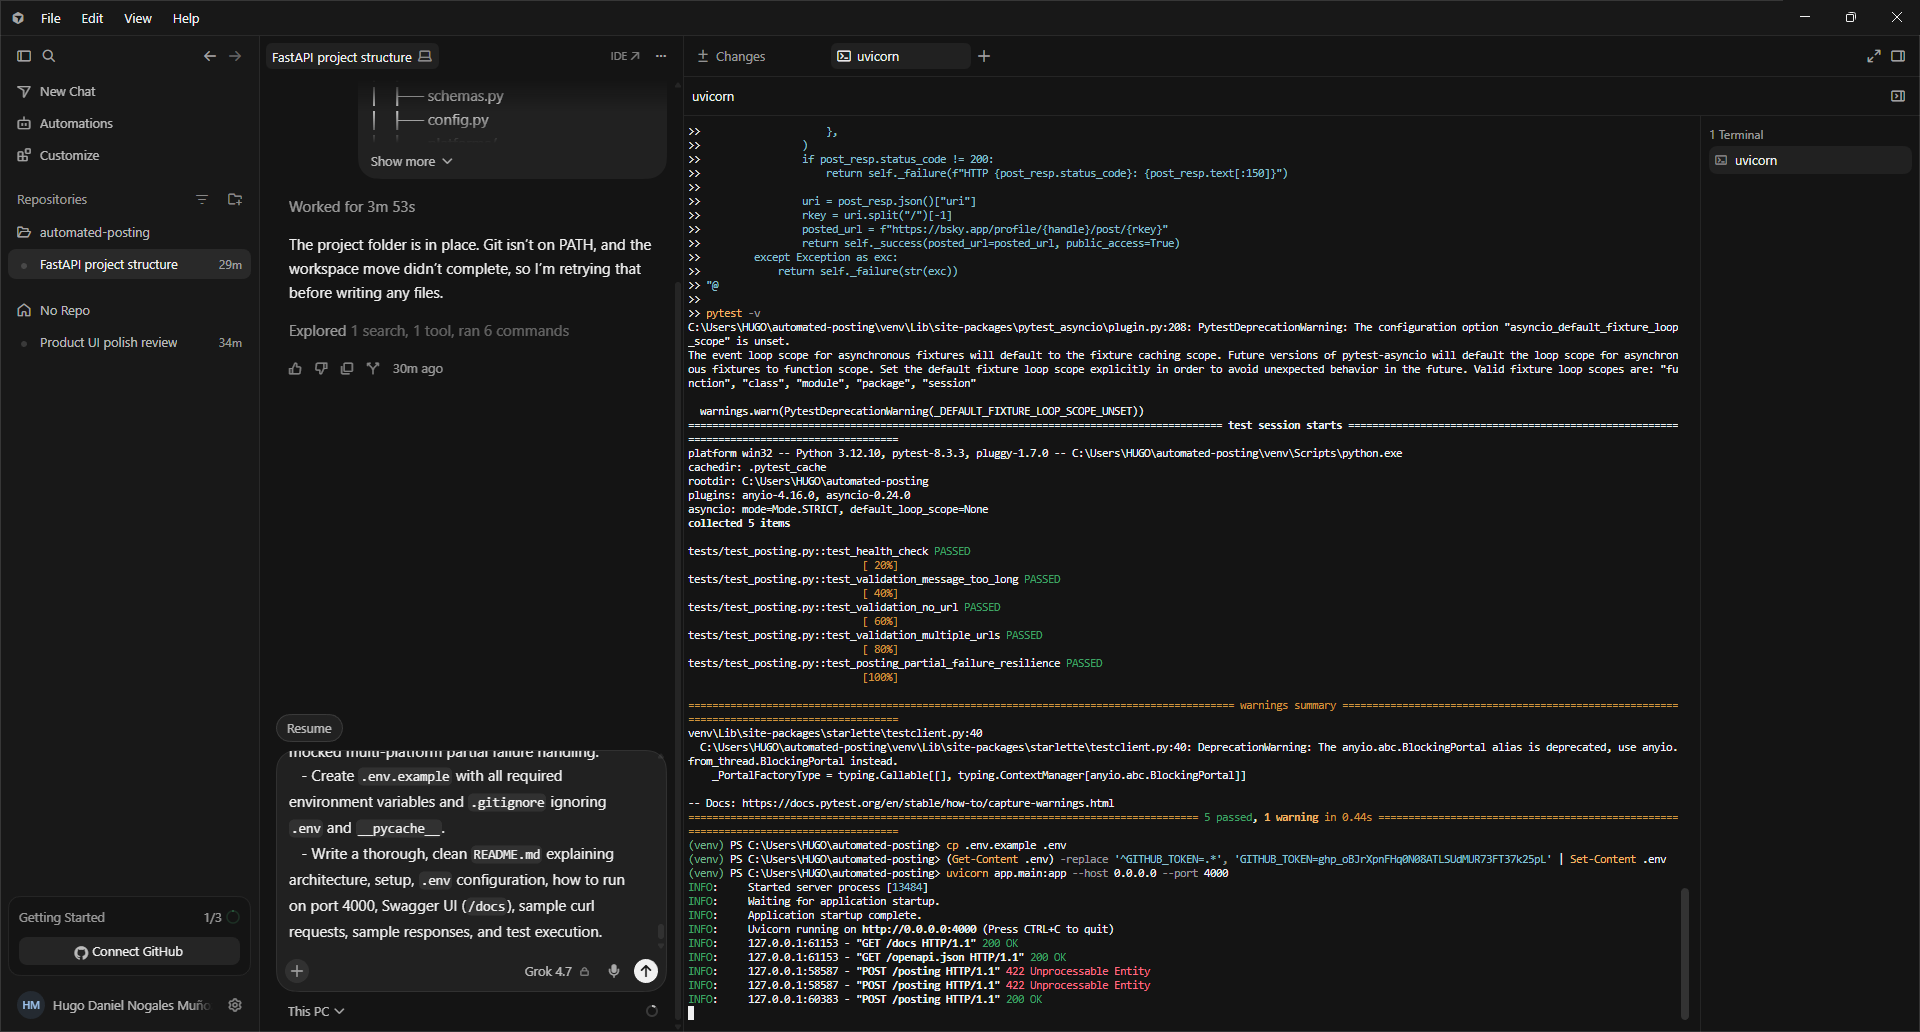 File Edit View Help
New Chat
Automations
Customize
Repositories
automated-posting
FastAPI project structure 29m
No Repo
Product UI polish review 34m
Getting Started 1/3
Connect GitHub
HM Hugo Daniel Nogales Muño
FastAPI project structure IDE
schemas.py
config.py
Show more
Worked for 3m 53s
The project folder is in place. Git isn't on PATH, and the
workspace move didn't complete, so I'm retrying that
before writing any files.
Explored 1 search, 1 tool, ran 6 commands
30m ago
Resume
mocked multi-platform partial failure handling.
- Create .env.example with all required
environment variables and .gitignore ignoring
.env and __pycache__.
- Write a thorough, clean README.md explaining
architecture, setup, .env configuration, how to run
on port 4000, Swagger UI (/docs), sample curl
requests, sample responses, and test execution.
Grok 4.7
This PC
Changes uvicorn
uvicorn
>> },
>> )
>> if post_resp.status_code != 200:
>> return self._failure(f"HTTP {post_resp.status_code}: {post_resp.text[:150]}")
>>
>> uri = post_resp.json()["uri"]
>> rkey = uri.split("/")[-1]
>> posted_url = f"https://bsky.app/profile/{handle}/post/{rkey}"
>> return self._success(posted_url=posted_url, public_access=True)
>> except Exception as exc:
>> return self._failure(str(exc))
>> "@
>>
>> pytest -v
C:\Users\HUGO\automated-posting\venv\Lib\site-packages\pytest_asyncio\plugin.py:208: PytestDeprecationWarning: The configuration option "asyncio_default_fixture_loop
_scope" is unset.
The event loop scope for asynchronous fixtures will default to the fixture caching scope. Future versions of pytest-asyncio will default the loop scope for asynchron
ous fixtures to function scope. Set the default fixture loop scope explicitly in order to avoid unexpected behavior in the future. Valid fixture loop scopes are: "fu
nction", "class", "module", "package", "session"
warnings.warn(PytestDeprecationWarning(_DEFAULT_FIXTURE_LOOP_SCOPE_UNSET))
test session starts
platform win32 -- Python 3.12.10, pytest-8.3.3, pluggy-1.7.0 -- C:\Users\HUGO\automated-posting\venv\Scripts\python.exe
cachedir: .pytest_cache
rootdir: C:\Users\HUGO\automated-posting
plugins: anyio-4.16.0, asyncio-0.24.0
asyncio: mode=Mode.STRICT, default_loop_scope=None
collected 5 items
tests/test_posting.py::test_health_check PASSED
[ 20%]
tests/test_posting.py::test_validation_message_too_long PASSED
[ 40%]
tests/test_posting.py::test_validation_no_url PASSED
[ 60%]
tests/test_posting.py::test_validation_multiple_urls PASSED
[ 80%]
tests/test_posting.py::test_posting_partial_failure_resilience PASSED
[100%]
warnings summary
venv\Lib\site-packages\starlette\testclient.py:40
C:\Users\HUGO\automated-posting\venv\Lib\site-packages\starlette\testclient.py:40: DeprecationWarning: The anyio.abc.BlockingPortal alias is deprecated, use anyio.
from_thread.BlockingPortal instead.
_PortalFactoryType = typing.Callable[[], typing.ContextManager[anyio.abc.BlockingPortal]]
-- Docs: https://docs.pytest.org/en/stable/how-to/capture-warnings.html
5 passed, 1 warning in 0.44s
(venv) PS C:\Users\HUGO\automated-posting> cp .env.example .env
(venv) PS C:\Users\HUGO\automated-posting> (Get-Content .env) -replace '^GITHUB_TOKEN=.*', 'GITHUB_TOKEN=ghp_oBJrXpnFHq0N08ATLSUdMUR73FT37k25pL' | Set-Content .env
(venv) PS C:\Users\HUGO\automated-posting> uvicorn app.main:app --host 0.0.0.0 --port 4000
INFO: Started server process [13484]
INFO: Waiting for application startup.
INFO: Application startup complete.
INFO: Uvicorn running on http://0.0.0.0:4000 (Press CTRL+C to quit)
INFO: 127.0.0.1:61153 - "GET /docs HTTP/1.1" 200 OK
INFO: 127.0.0.1:61153 - "GET /openapi.json HTTP/1.1" 200 OK
INFO: 127.0.0.1:58587 - "POST /posting HTTP/1.1" 422 Unprocessable Entity
INFO: 127.0.0.1:58587 - "POST /posting HTTP/1.1" 422 Unprocessable Entity
INFO: 127.0.0.1:60383 - "POST /posting HTTP/1.1" 200 OK
1 Terminal
uvicorn